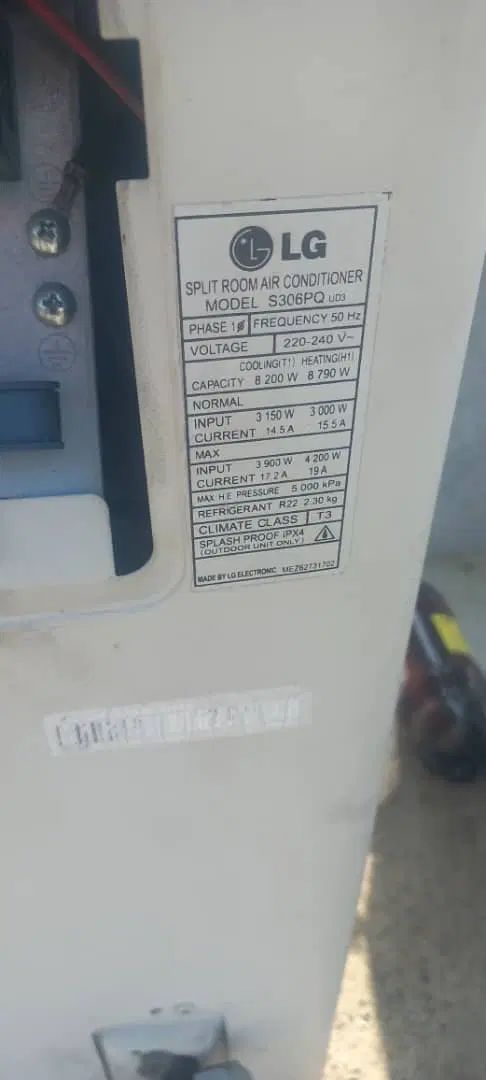 LG
SPLIT ROOM AIR CONDITIONER
MODEL S306PQ UD3
PHASE 1Ø FREQUENCY 50 Hz
VOLTAGE 220-240 V~
COOLING(T1) HEATING(H1)
CAPACITY 8 200 W 8 790 W
NORMAL
INPUT 3 150 W 3 000 W
CURRENT 14.5 A 15.5 A
MAX
INPUT 3 900 W 4 200 W
CURRENT 17.2 A 19 A
MAX H.E PRESSURE 5 000 kPa
REFRIGERANT R22 2.30 kg
CLIMATE CLASS T3
SPLASH PROOF IPX4
(OUTDOOR UNIT ONLY)
MADE BY LG ELECTRONIC MEZ62731702